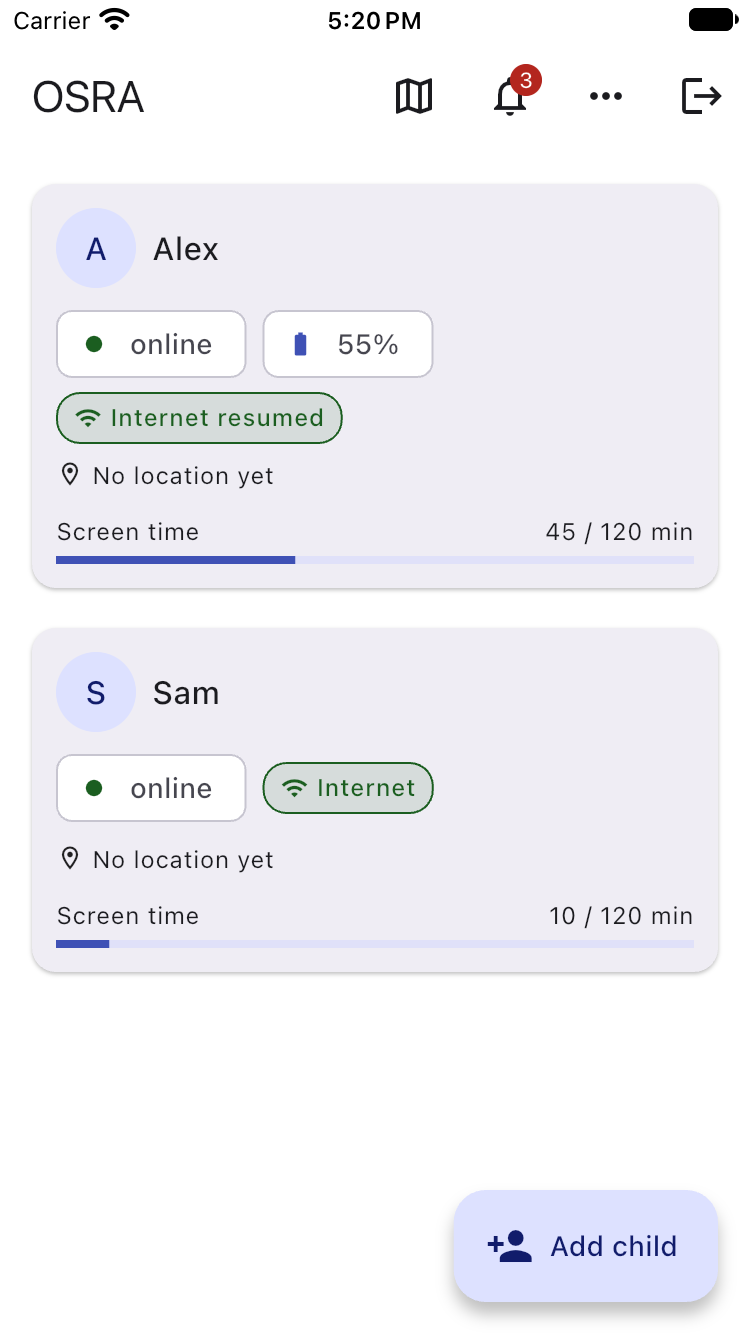 Carrier 5:20 PM
OSRA 3
A Alex
online 55%
Internet resumed
No location yet
Screen time 45 / 120 min
S Sam
online Internet
No location yet
Screen time 10 / 120 min
Add child